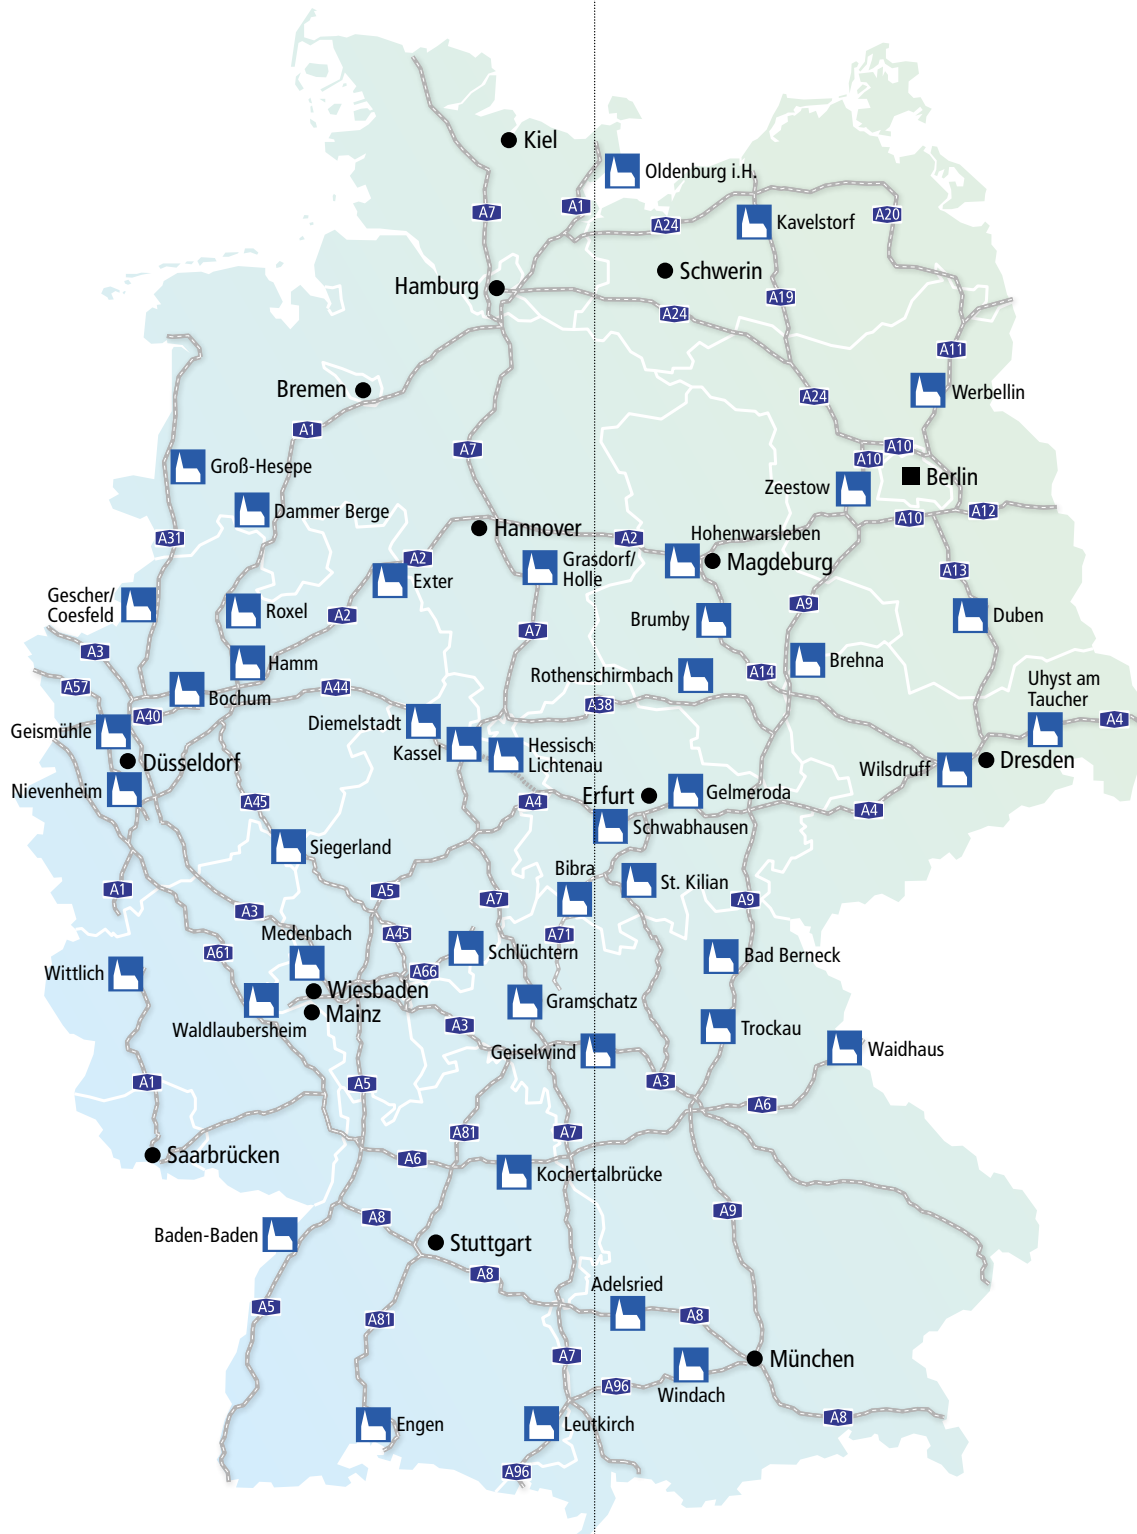 Kiel
Oldenburg i.H.
A7
A1
A24
Kavelstorf
A20
Schwerin
Hamburg
A19
A24
A11
Bremen
Werbellin
A24
A1
A7
A10
A10
Groß-Hesepe
Berlin
Zeestow
Dammer Berge
A12
A10
Hannover
A31
A2
Hohenwarsleben
A2
Grasdorf/
Holle
Magdeburg
A13
Exter
Gescher/
Coesfeld
Roxel
A2
A9
Brumby
Duben
A7
A3
Hamm
Brehna
A57
A44
Rothenschirmbach
A14
Uhyst am
Taucher
Bochum
A38
A40
Geismühle
Diemelstadt
A4
Kassel
Hessisch
Lichtenau
Düsseldorf
Dresden
Wilsdruff
Nievenheim
Erfurt
Gelmeroda
A45
A4
A4
Schwabhausen
Siegerland
Bibra
St. Kilian
A1
A5
A7
A9
A3
A45
A71
Medenbach
A61
Schlüchtern
Bad Berneck
Wittlich
A66
Wiesbaden
Gramschatz
Mainz
Waldlaubersheim
A3
Trockau
Geiselwind
Waidhaus
A1
A5
A3
A6
A81
A7
Saarbrücken
A6
Kochertalbrücke
A9
A8
Baden-Baden
Stuttgart
A8
Adelsried
A5
A81
A8
A7
München
A96
Windach
A8
Engen
Leutkirch
A96